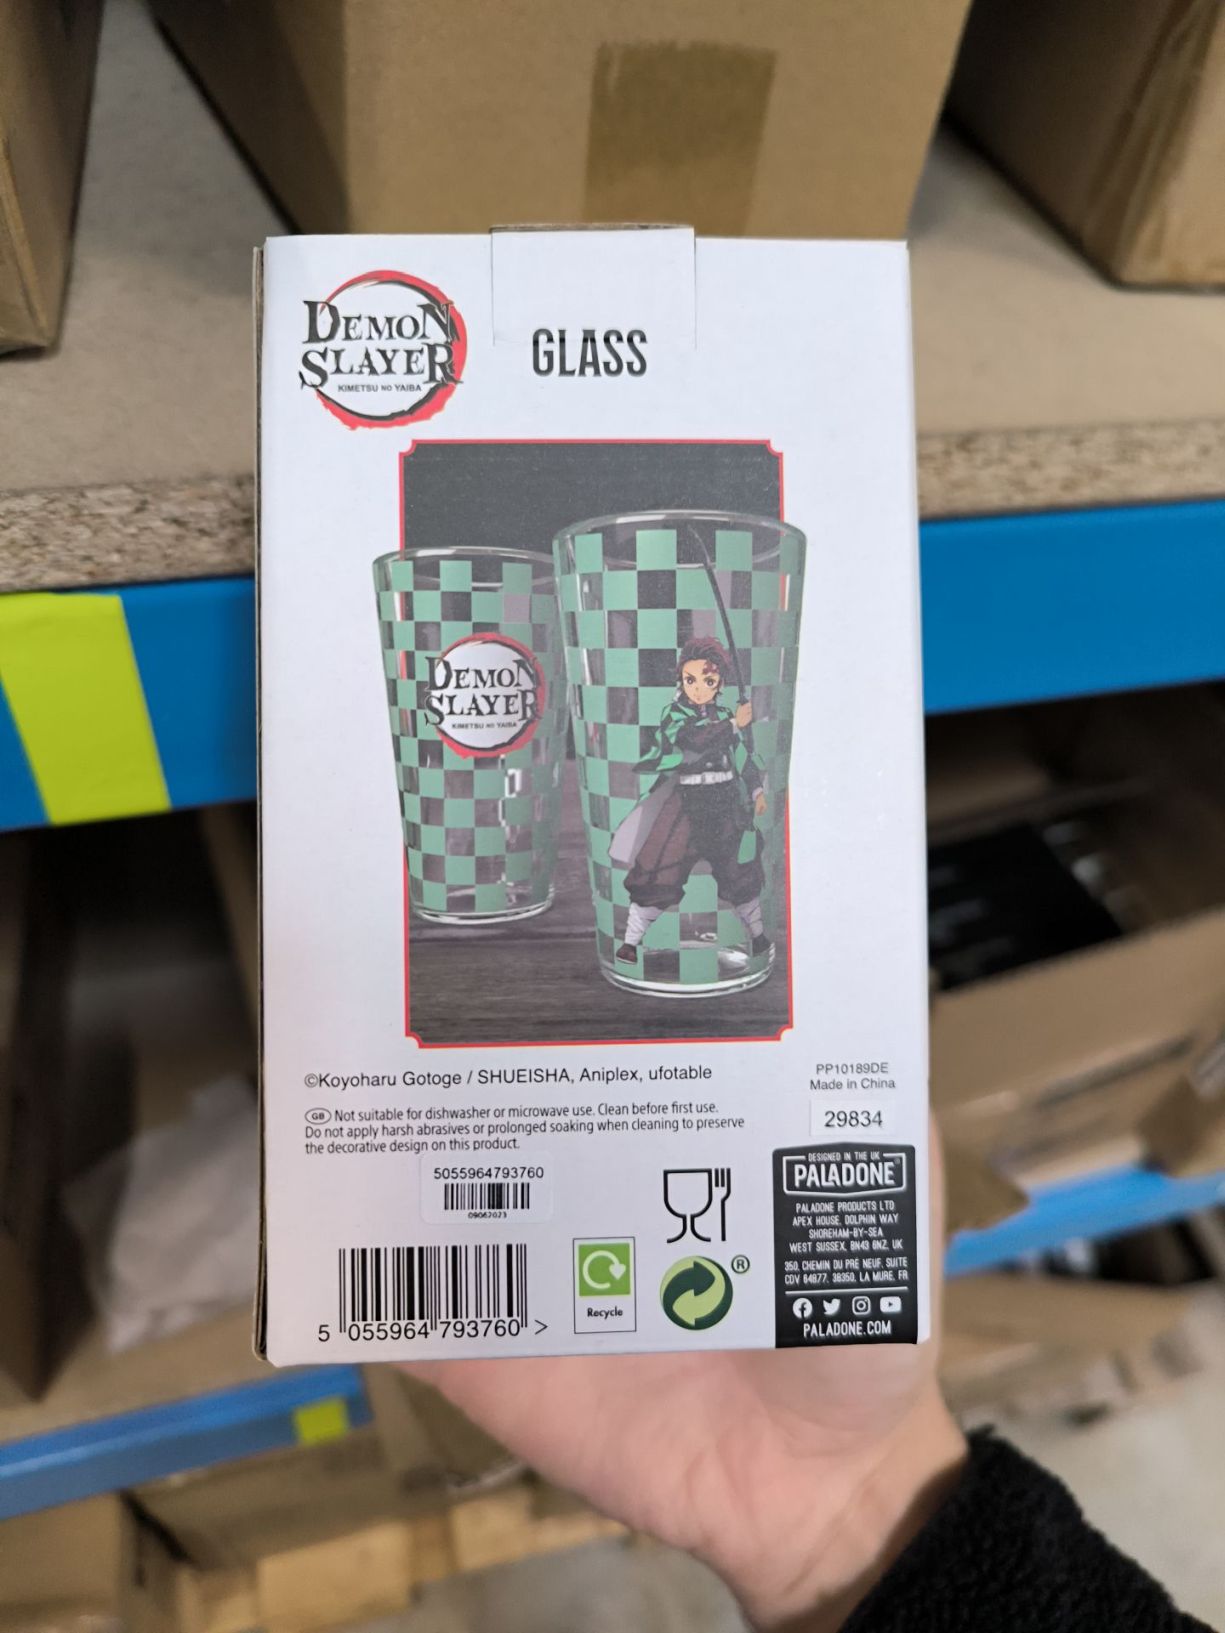 DEMON
SLAYER
KIMETSU NO YAIBA
GLASS
DEMON
SLAYER
KIMETSU NO YAIBA
©Koyoharu Gotoge / SHUEISHA, Aniplex, ufotable
PP10189DE
Made in China
29834
GB Not suitable for dishwasher or microwave use. Clean before first use.
Do not apply harsh abrasives or prolonged soaking when cleaning to preserve
the decorative design on this product.
5055964793760
09062023
5 055964 793760 >
Recycle
®
DESIGNED IN THE UK
PALADONE®
PALADONE PRODUCTS LTD
APEX HOUSE, DOLPHIN WAY
SHOREHAM-BY-SEA
WEST SUSSEX, BN43 6NZ, UK
350, CHEMIN DU PRÉ NEUF, SUITE
CDV 64877, 38350, LA MURE, FR
PALADONE.COM